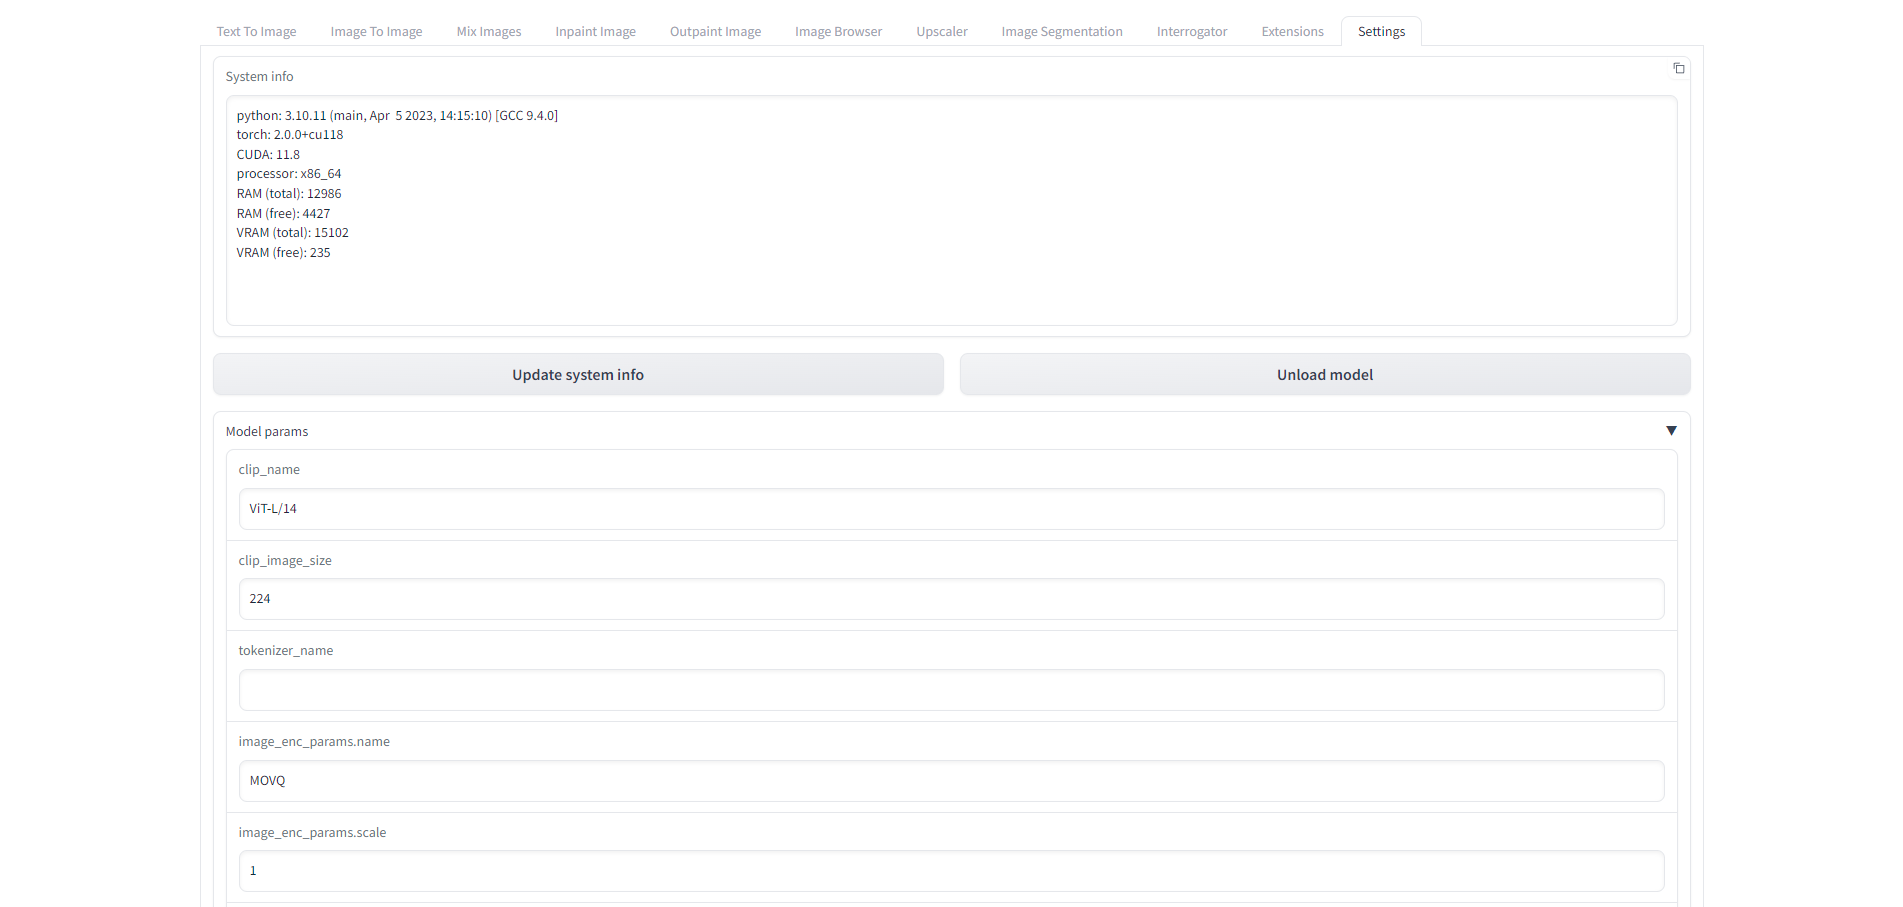 Text To Image Image To Image Mix Images Inpaint Image Outpaint Image Image Browser Upscaler Image Segmentation Interrogator Extensions Settings
System info
python: 3.10.11 (main, Apr  5 2023, 14:15:10) [GCC 9.4.0]
torch: 2.0.0+cu118
CUDA: 11.8
processor: x86_64
RAM (total): 12986
RAM (free): 4427
VRAM (total): 15102
VRAM (free): 235
Update system info Unload model
Model params
clip_name
ViT-L/14
clip_image_size
224
tokenizer_name
image_enc_params.name
MOVQ
image_enc_params.scale
1